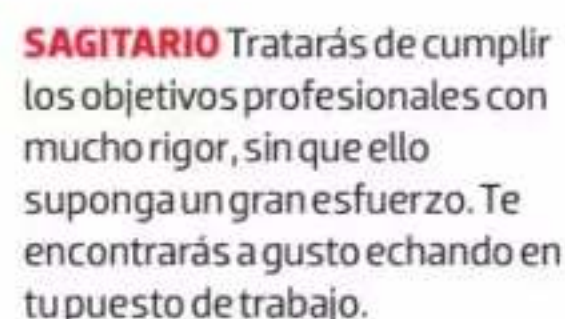 SAGITARIO Tratarás de cumplir
los objetivos profesionales con
mucho rigor, sin que ello
suponga un gran esfuerzo. Te
encontrarás a gusto echando en
tu puesto de trabajo.